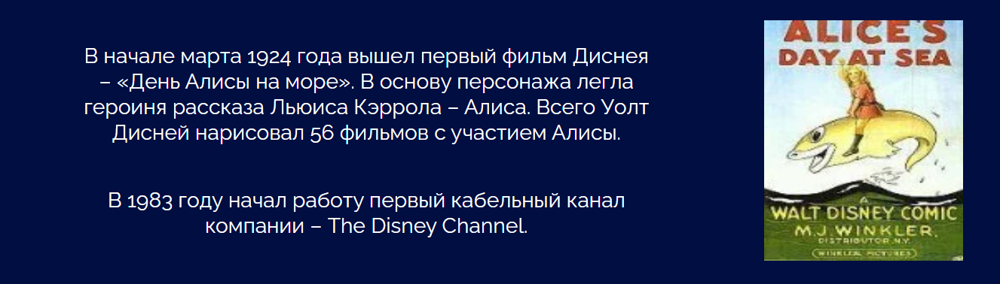 В начале марта 1924 года вышел первый фильм Диснея
– «День Алисы на море». В основу персонажа легла
героиня рассказа Льюиса Кэррола – Алиса. Всего Уолт
Дисней нарисовал 56 фильмов с участием Алисы.
В 1983 году начал работу первый кабельный канал
компании – The Disney Channel.
ALICE'S
DAY AT SEA
A
WALT DISNEY COMIC
M.J. WINKLER,
DISTRIBUTOR, N.Y.
WINKLER PICTURES